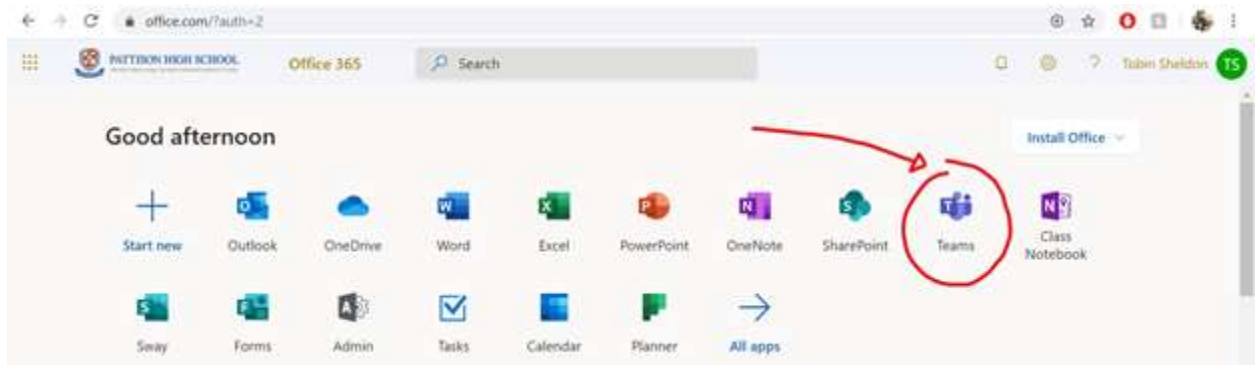 office.com/?auth=2
PATTISON HIGH SCHOOL Office 365 Search Tobin Sheldon TS
Good afternoon
Install Office
Start new Outlook OneDrive Word Excel PowerPoint OneNote SharePoint Teams Class Notebook
Sway Forms Admin Tasks Calendar Planner All apps